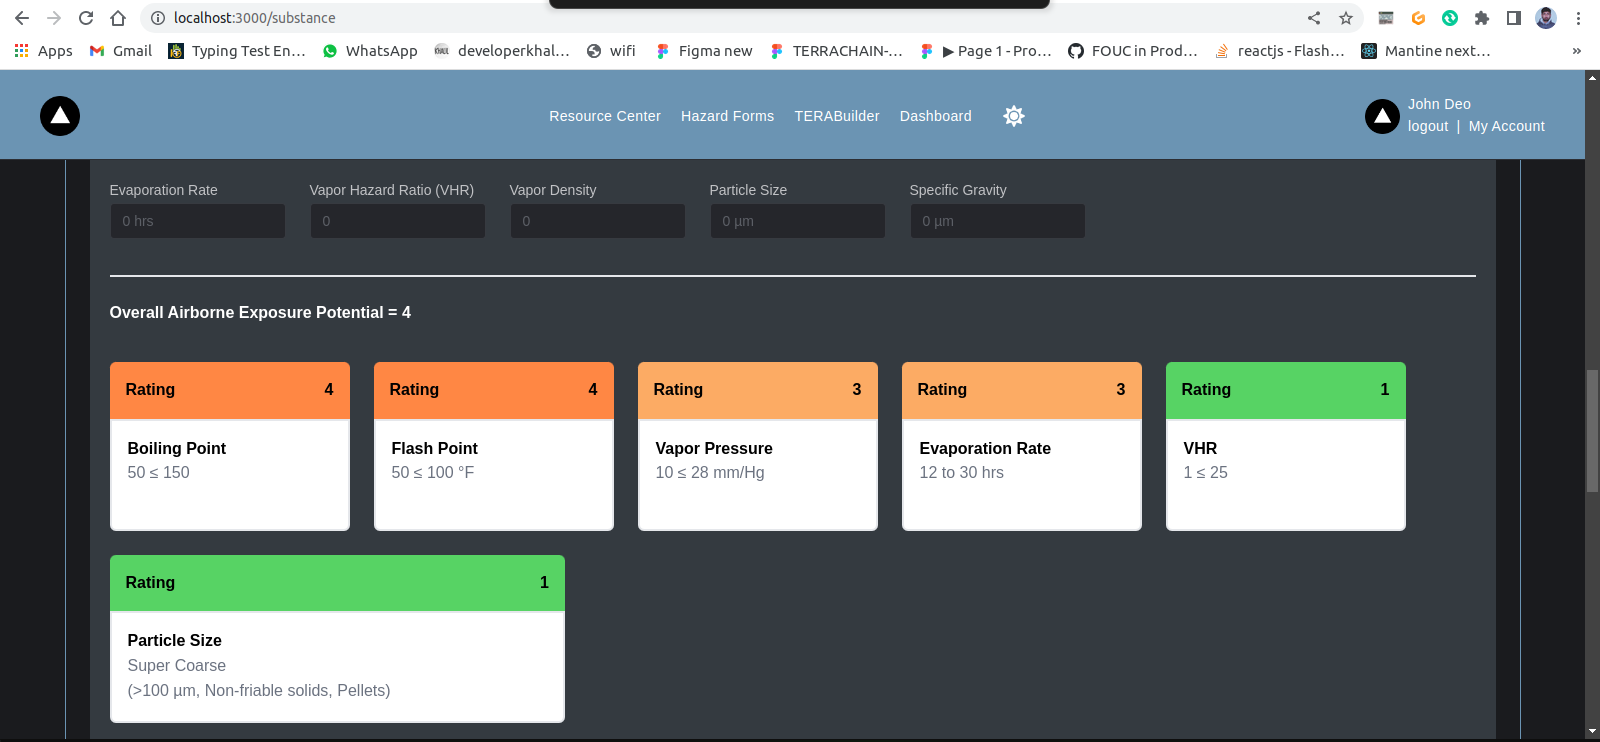 localhost:3000/substance
Apps Gmail Typing Test En... WhatsApp developerkhal... wifi Figma new TERRACHAIN-... ▶ Page 1 - Pro... FOUC in Prod... reactjs - Flash... Mantine next... »
Resource Center Hazard Forms TERABuilder Dashboard
John Deo
logout | My Account
Evaporation Rate Vapor Hazard Ratio (VHR) Vapor Density Particle Size Specific Gravity
0 hrs 0 0 0 µm 0 µm
Overall Airborne Exposure Potential = 4
Rating 4 Rating 4 Rating 3 Rating 3 Rating 1
Boiling Point Flash Point Vapor Pressure Evaporation Rate VHR
50 ≤ 150 50 ≤ 100 °F 10 ≤ 28 mm/Hg 12 to 30 hrs 1 ≤ 25
Rating 1
Particle Size
Super Coarse
(>100 µm, Non-friable solids, Pellets)